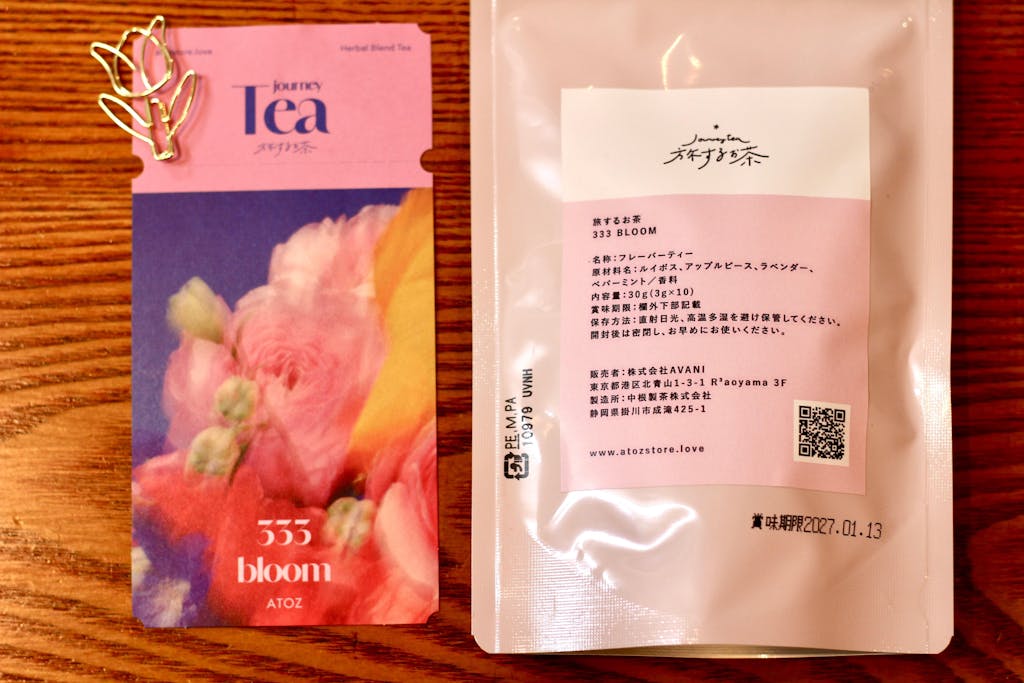 store.love
Herbal Blend Tea
journey
Tea
旅するお茶
333
bloom
ATOZ
Journey tea
旅するお茶
旅するお茶
333 BLOOM
名称：フレーバーティー
原材料名：ルイボス、アップルピース、ラベンダー、
ペパーミント／香料
内容量：30g(3g×10)
賞味期限：欄外下部記載
保存方法：直射日光、高温多湿を避け保管してください。
開封後は密閉し、お早めにお使いください。
販売者：株式会社AVANI
東京都港区北青山1-3-1 R³aoyama 3F
製造所：中根製茶株式会社
静岡県掛川市成滝425-1
www.atozstore.love
PE,M,PA
10979 UVNH
賞味期限2027.01.13